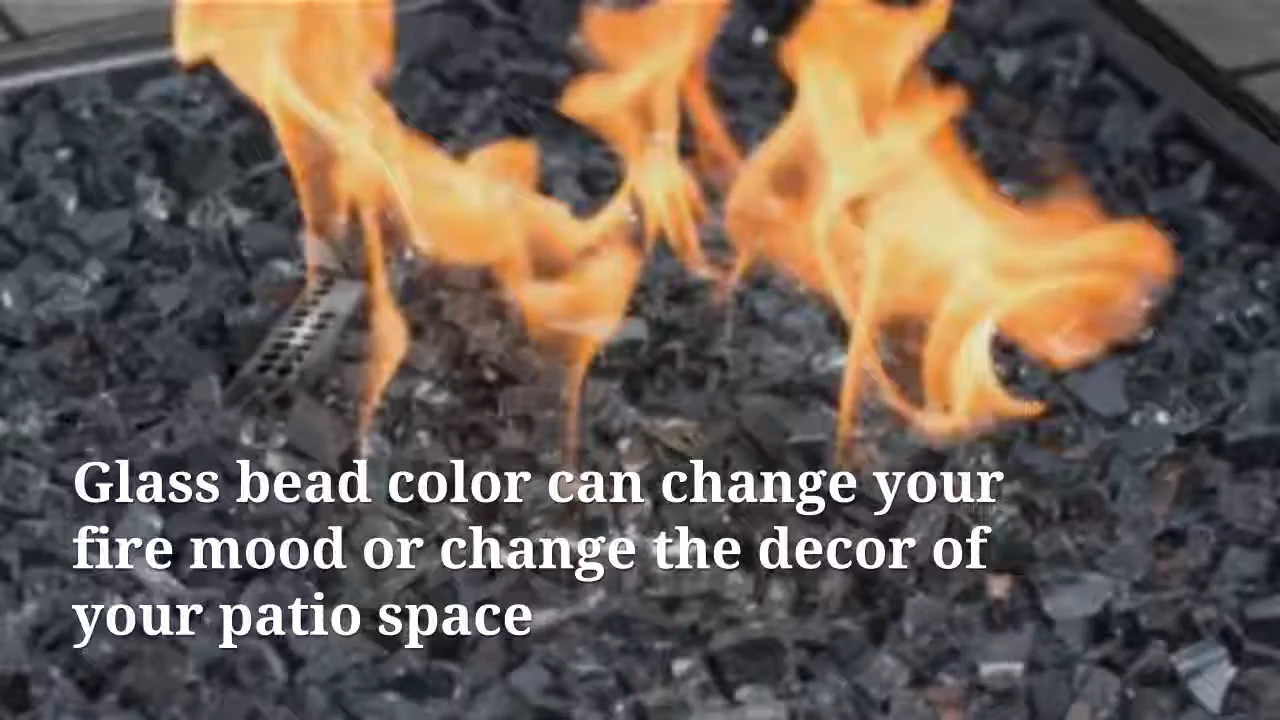 Glass bead color can change your
fire mood or change the decor of
your patio space